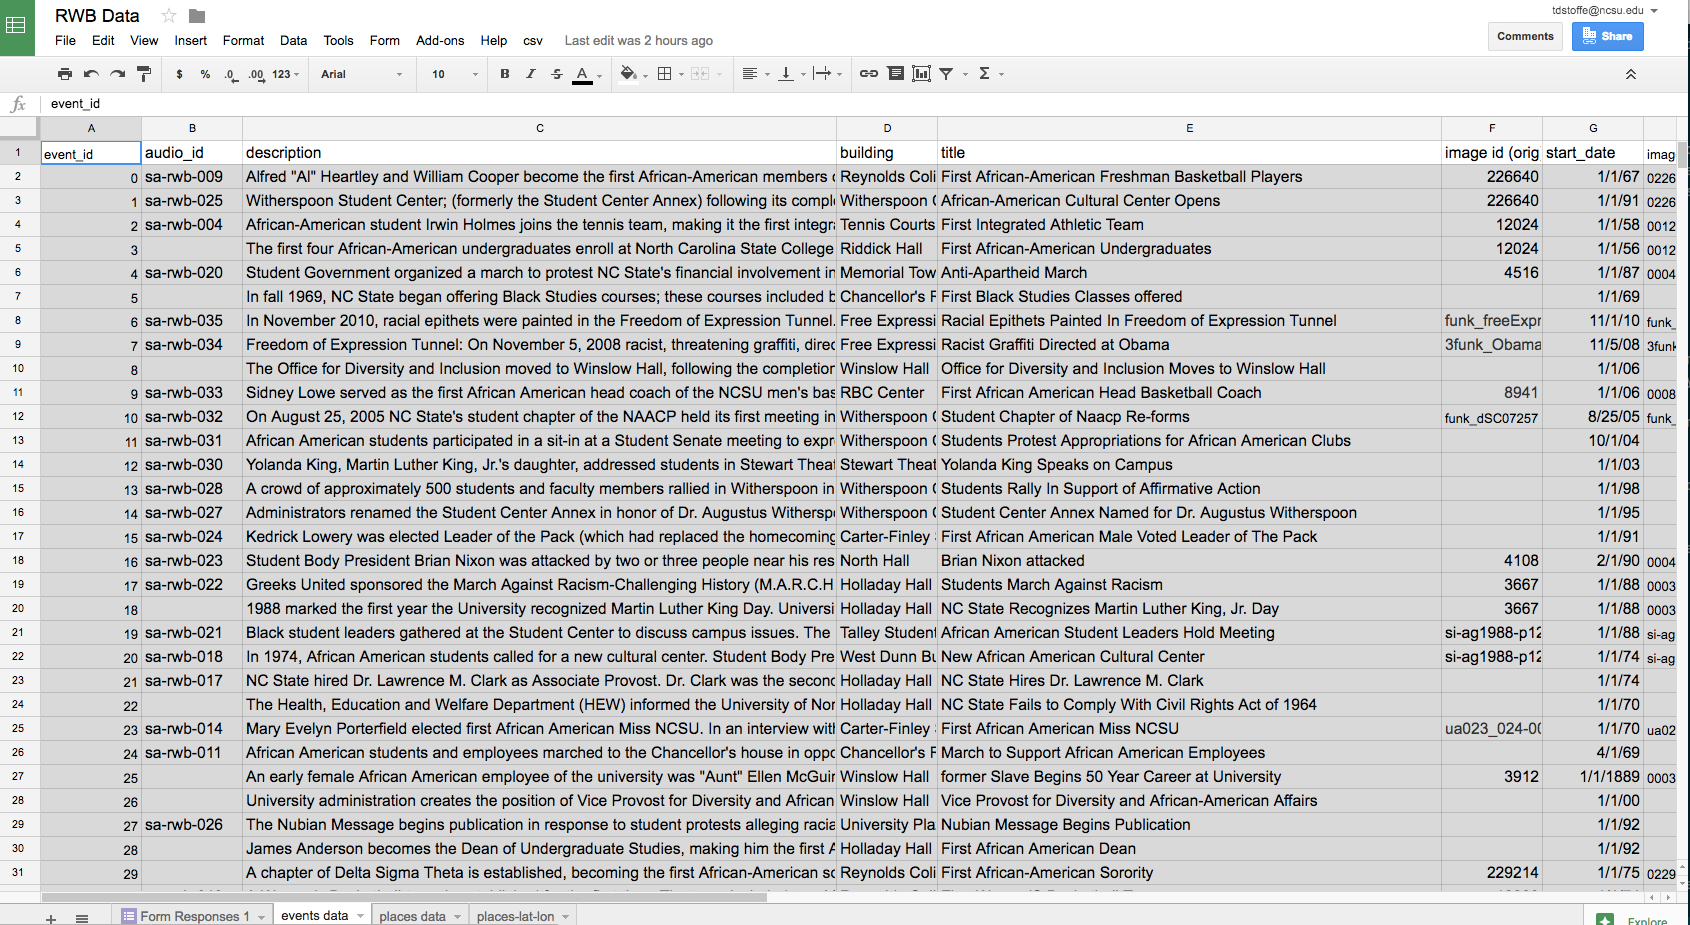 RWB Data
tdstoffe@ncsu.edu
File Edit View Insert Format Data Tools Form Add-ons Help csv Last edit was 2 hours ago
Comments Share
$ % .0 .00 123 Arial 10 B I S A Σ
fx event_id
A B C D E F G
1 event_id audio_id description building title image id (orig start_date imag
2 0 sa-rwb-009 Alfred "Al" Heartley and William Cooper become the first African-American members Reynolds Coli First African-American Freshman Basketball Players 226640 1/1/67 0226
3 1 sa-rwb-025 Witherspoon Student Center; (formerly the Student Center Annex) following its compl Witherspoon African-American Cultural Center Opens 226640 1/1/91 0226
4 2 sa-rwb-004 African-American student Irwin Holmes joins the tennis team, making it the first integr Tennis Courts First Integrated Athletic Team 12024 1/1/58 0012
5 3 The first four African-American undergraduates enroll at North Carolina State College Riddick Hall First African-American Undergraduates 12024 1/1/56 0012
6 4 sa-rwb-020 Student Government organized a march to protest NC State's financial involvement in Memorial Tow Anti-Apartheid March 4516 1/1/87 0004
7 5 In fall 1969, NC State began offering Black Studies courses; these courses included b Chancellor's First Black Studies Classes offered 1/1/69
8 6 sa-rwb-035 In November 2010, racial epithets were painted in the Freedom of Expression Tunnel. Free Expressi Racial Epithets Painted In Freedom of Expression Tunnel funk_freeExpr 11/1/10 funk_
9 7 sa-rwb-034 Freedom of Expression Tunnel: On November 5, 2008 racist, threatening graffiti, direc Free Expressi Racist Graffiti Directed at Obama 3funk_Obama 11/5/08 3funk
10 8 The Office for Diversity and Inclusion moved to Winslow Hall, following the completion Winslow Hall Office for Diversity and Inclusion Moves to Winslow Hall 1/1/06
11 9 sa-rwb-033 Sidney Lowe served as the first African American head coach of the NCSU men's bas RBC Center First African American Head Basketball Coach 8941 1/1/06 0008
12 10 sa-rwb-032 On August 25, 2005 NC State's student chapter of the NAACP held its first meeting in Witherspoon Student Chapter of Naacp Re-forms funk_dSC07257 8/25/05 funk_
13 11 sa-rwb-031 African American students participated in a sit-in at a Student Senate meeting to expr Witherspoon Students Protest Appropriations for African American Clubs 10/1/04
14 12 sa-rwb-030 Yolanda King, Martin Luther King, Jr.'s daughter, addressed students in Stewart Theat Stewart Theat Yolanda King Speaks on Campus 1/1/03
15 13 sa-rwb-028 A crowd of approximately 500 students and faculty members rallied in Witherspoon in Witherspoon Students Rally In Support of Affirmative Action 1/1/98
16 14 sa-rwb-027 Administrators renamed the Student Center Annex in honor of Dr. Augustus Withersp Witherspoon Student Center Annex Named for Dr. Augustus Witherspoon 1/1/95
17 15 sa-rwb-024 Kedrick Lowery was elected Leader of the Pack (which had replaced the homecoming Carter-Finley First African American Male Voted Leader of The Pack 1/1/91
18 16 sa-rwb-023 Student Body President Brian Nixon was attacked by two or three people near his res North Hall Brian Nixon attacked 4108 2/1/90 0004
19 17 sa-rwb-022 Greeks United sponsored the March Against Racism-Challenging History (M.A.R.C.H Holladay Hall Students March Against Racism 3667 1/1/88 0003
20 18 1988 marked the first year the University recognized Martin Luther King Day. Universi Holladay Hall NC State Recognizes Martin Luther King, Jr. Day 3667 1/1/88 0003
21 19 sa-rwb-021 Black student leaders gathered at the Student Center to discuss campus issues. The Talley Student African American Student Leaders Hold Meeting si-ag1988-p12 1/1/88 si-ag
22 20 sa-rwb-018 In 1974, African American students called for a new cultural center. Student Body Pre West Dunn Bu New African American Cultural Center si-ag1988-p12 1/1/74 si-ag
23 21 sa-rwb-017 NC State hired Dr. Lawrence M. Clark as Associate Provost. Dr. Clark was the second Holladay Hall NC State Hires Dr. Lawrence M. Clark 1/1/74
24 22 The Health, Education and Welfare Department (HEW) informed the University of Nor Holladay Hall NC State Fails to Comply With Civil Rights Act of 1964 1/1/70
25 23 sa-rwb-014 Mary Evelyn Porterfield elected first African American Miss NCSU. In an interview with Carter-Finley First African American Miss NCSU ua023_024-00 1/1/70 ua02
26 24 sa-rwb-011 African American students and employees marched to the Chancellor's house in oppo Chancellor's March to Support African American Employees 4/1/69
27 25 An early female African American employee of the university was "Aunt" Ellen McGuir Winslow Hall former Slave Begins 50 Year Career at University 3912 1/1/1889 0003
28 26 University administration creates the position of Vice Provost for Diversity and African Winslow Hall Vice Provost for Diversity and African-American Affairs 1/1/00
29 27 sa-rwb-026 The Nubian Message begins publication in response to student protests alleging racia University Pla Nubian Message Begins Publication 1/1/92
30 28 James Anderson becomes the Dean of Undergraduate Studies, making him the first Holladay Hall First African American Dean 1/1/92
31 29 A chapter of Delta Sigma Theta is established, becoming the first African-American so Reynolds Coli First African-American Sorority 229214 1/1/75 0229
Form Responses 1 events data places data places-lat-lon Explore